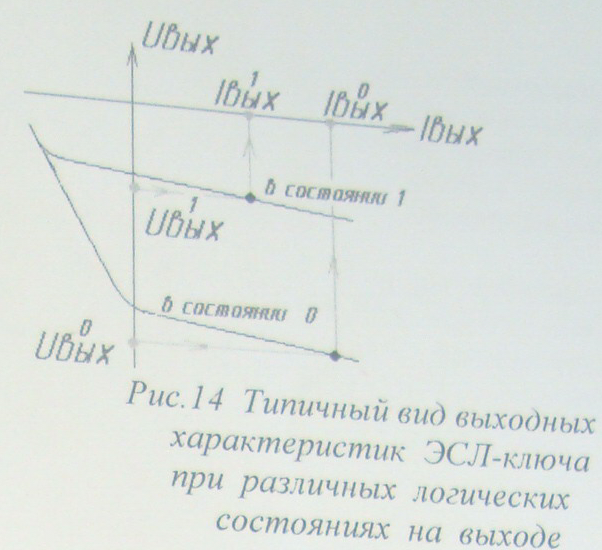 Uвых
I¹вых
I⁰вых
Iвых
в состоянии 1
U¹вых
в состоянии 0
U⁰вых
Рис.14 Типичный вид выходных
характеристик ЭСЛ-ключа
при различных логических
состояниях на выходе